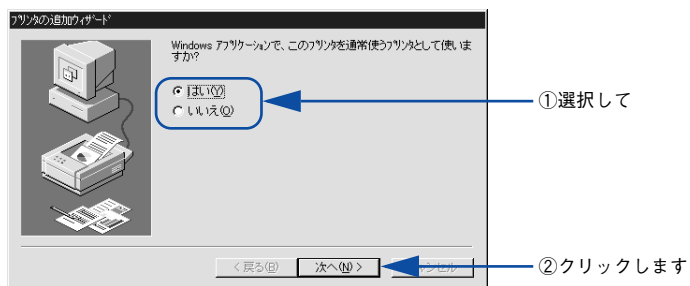 プリンタの追加ウィザード
Windows アプリケーションで、このプリンタを通常使うプリンタとして使いま
すか?
はい(Y)
いいえ(O)
①選択して
< 戻る(B)
次へ(N) >
②クリックします